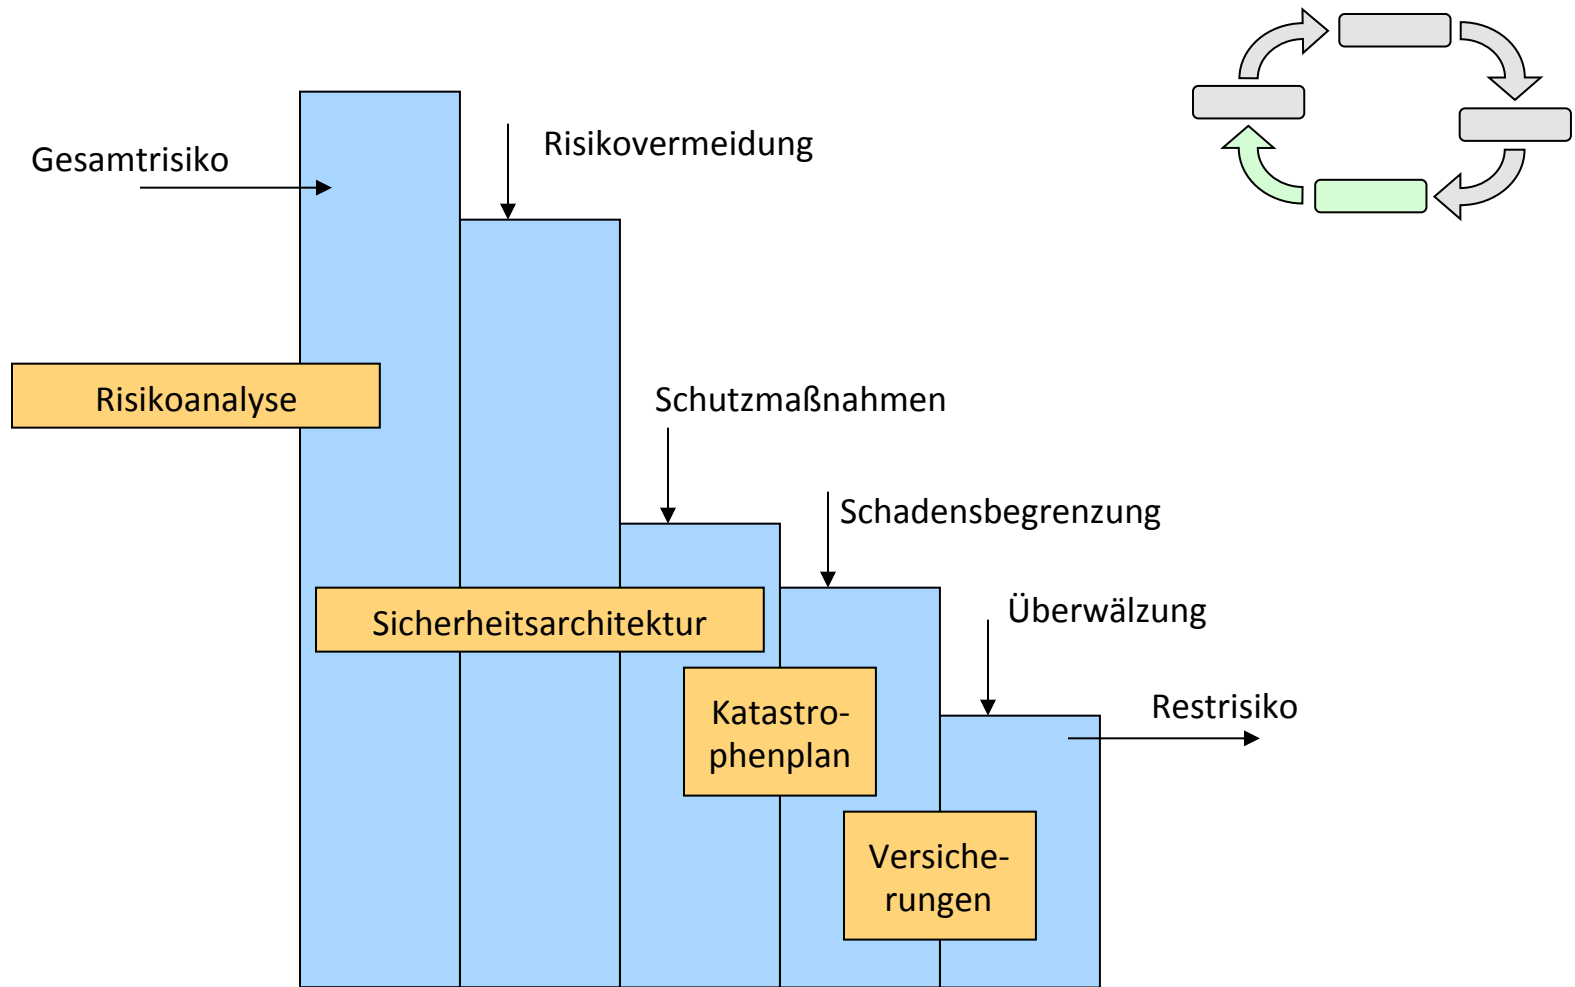 Gesamtrisiko
Risikovermeidung
Risikoanalyse
Schutzmaßnahmen
Schadensbegrenzung
Sicherheitsarchitektur
Überwälzung
Katastro-
phenplan
Restrisiko
Versiche-
rungen